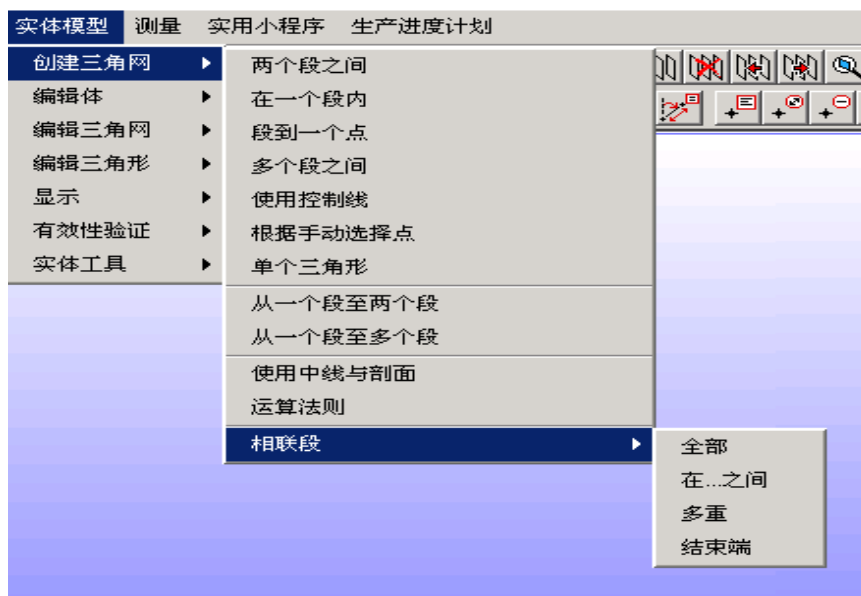 实体模型 测量 实用小程序 生产进度计划
创建三角网
编辑体
编辑三角网
编辑三角形
显示
有效性验证
实体工具
两个段之间
在一个段内
段到一个点
多个段之间
使用控制线
根据手动选择点
单个三角形
从一个段至两个段
从一个段至多个段
使用中线与剖面
运算法则
相联段
全部
在...之间
多重
结束端